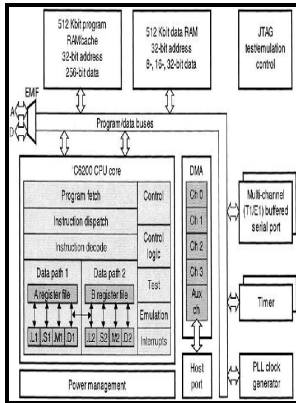 512 Kbit program
RAM/cache
32-bit address
256-bit data
512 Kbit data RAM
32-bit address
8-, 16-, 32-bit data
JTAG
test/emulation
control
EMIF
A
D
Program/data buses
C6200 CPU core
Program fetch
Instruction dispatch
Instruction decode
Control
Control
logic
Data path 1
A register file
Data path 2
B register file
Test
Emulation
Interrupts
.L1
.S1
.M1
.D1
.L2
.S2
.M2
.D2
DMA
Ch 0
Ch 1
Ch 2
Ch 3
Aux
ch
Multi-channel
(T1/E1) buffered
serial port
Timer
Power management
Host
port
PLL clock
generator